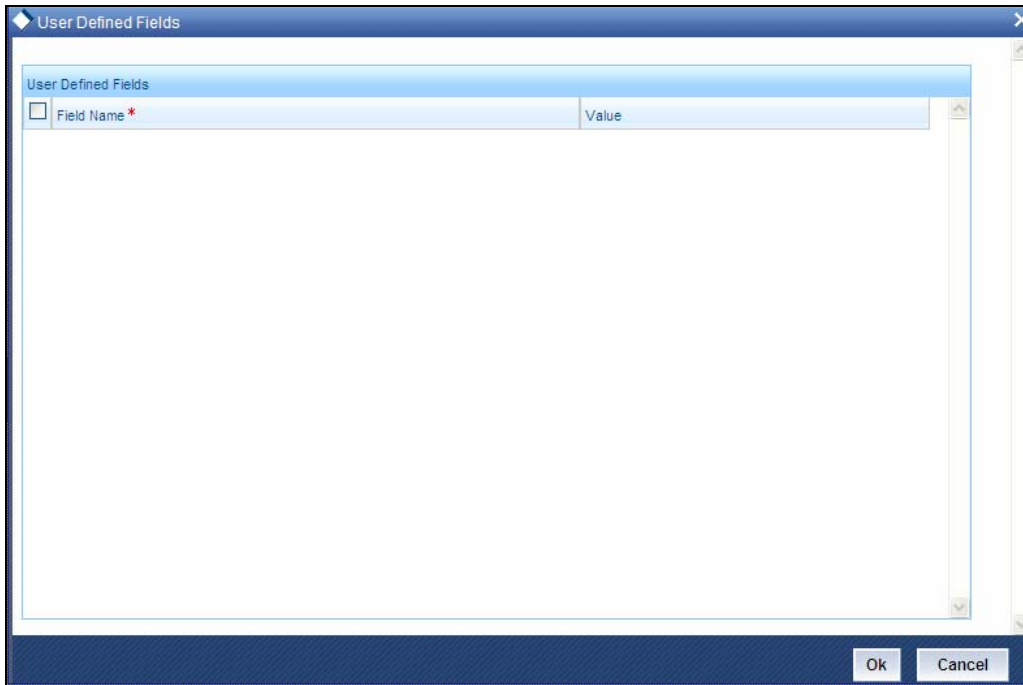 User Defined Fields
User Defined Fields
Field Name * Value
Ok Cancel